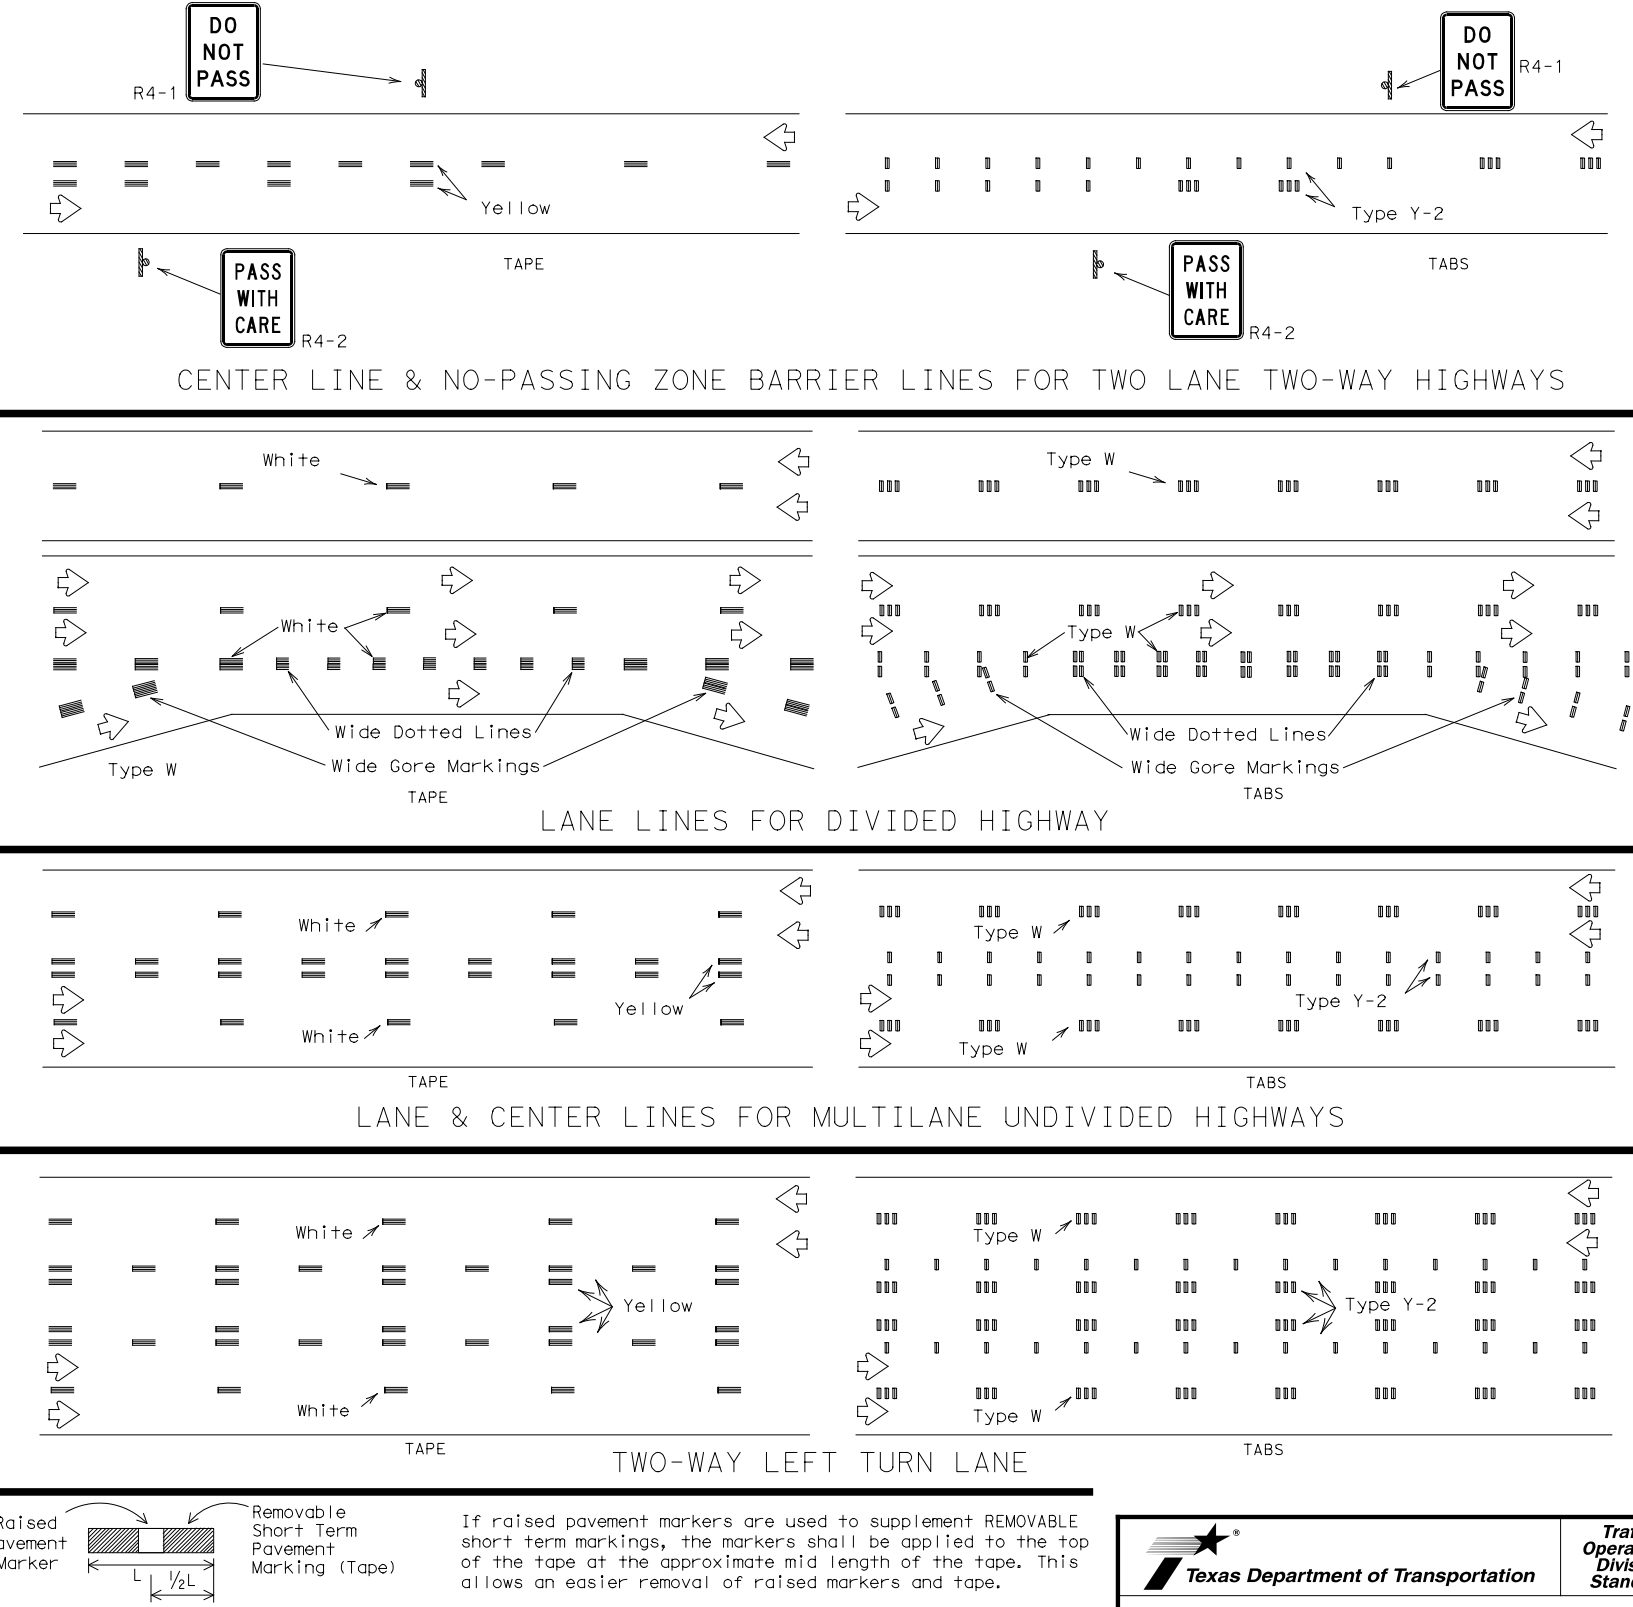 DO
NOT
PASS
R4-1
DO
NOT
PASS
R4-1
Yellow
Type Y-2
PASS
WITH
CARE
R4-2
TAPE
PASS
WITH
CARE
R4-2
TABS
CENTER LINE & NO-PASSING ZONE BARRIER LINES FOR TWO LANE TWO-WAY HIGHWAYS
White
Type W
White
Type W
Wide Dotted Lines
Wide Dotted Lines
Type W
Wide Gore Markings
Wide Gore Markings
TAPE
TABS
LANE LINES FOR DIVIDED HIGHWAY
White
Type W
Yellow
Type Y-2
White
Type W
TAPE
TABS
LANE & CENTER LINES FOR MULTILANE UNDIVIDED HIGHWAYS
White
Type W
Yellow
Type Y-2
White
Type W
TAPE
TABS
TWO-WAY LEFT TURN LANE
Raised
Pavement
Marker
L
1/2L
Removable
Short Term
Pavement
Marking (Tape)
If raised pavement markers are used to supplement REMOVABLE
short term markings, the markers shall be applied to the top
of the tape at the approximate mid length of the tape. This
allows an easier removal of raised markers and tape.
®
Texas Department of Transportation